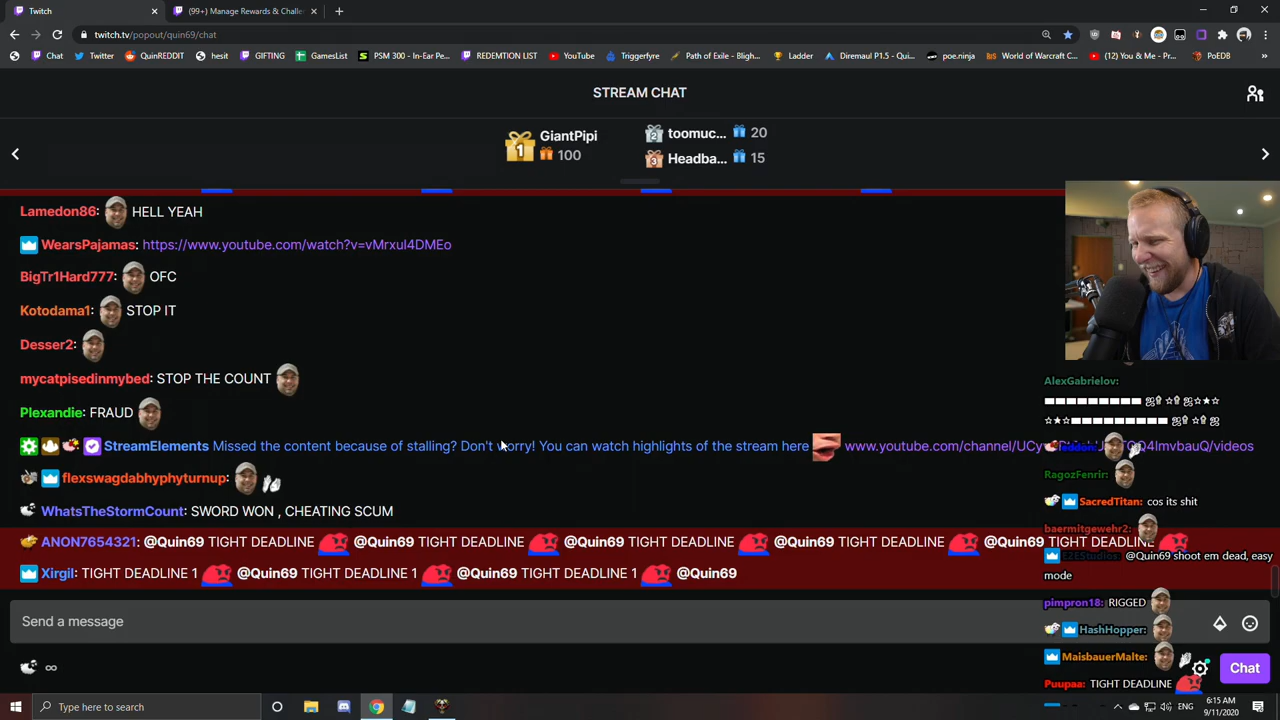 Twitch
(99+) Manage Rewards & Challe
twitch.tv/popout/quin69/chat
Chat
Twitter
QuinREDDIT
hesit
GIFTING
GamesList
PSM 300 - In-Ear Pe...
REDEMTION LIST
YouTube
Triggerfyre
Path of Exile - Bligh...
Ladder
Diremaul P1.5 - Qui...
poe.ninja
World of Warcraft C...
(12) You & Me - Pr...
PoEDB
STREAM CHAT
1 GiantPipi
100
2 toomuc... 20
3 Headba... 15
Lamedon86: HELL YEAH
WearsPajamas: https://www.youtube.com/watch?v=vMrxul4DMEo
BigTr1Hard777: OFC
Kotodama1: STOP IT
Desser2:
mycatpisedinmybed: STOP THE COUNT
Plexandie: FRAUD
StreamElements Missed the content because of stalling? Don't worry! You can watch highlights of the stream here
flexswagdabhyphyturnup:
WhatsTheStormCount: SWORD WON , CHEATING SCUM
ANON7654321: @Quin69 TIGHT DEADLINE @Quin69 TIGHT DEADLINE @Quin69 TIGHT DEADLINE @Quin69 TIGHT DEADLINE @Quin69 TIGHT DEADLINE
Xirgil: TIGHT DEADLINE 1 @Quin69 TIGHT DEADLINE 1 @Quin69 TIGHT DEADLINE 1 @Quin69
Send a message
Chat
AlexGabrielov:
RagozFenrir:
SacredTitan: cos its shit
baermitgewehr2:
@Quin69 shoot em dead, easy
mode
pimpron18: RIGGED
HashHopper:
MaisbauerMalte:
Puupaa: TIGHT DEADLINE
Type here to search
ENG
6:15 AM
9/11/2020